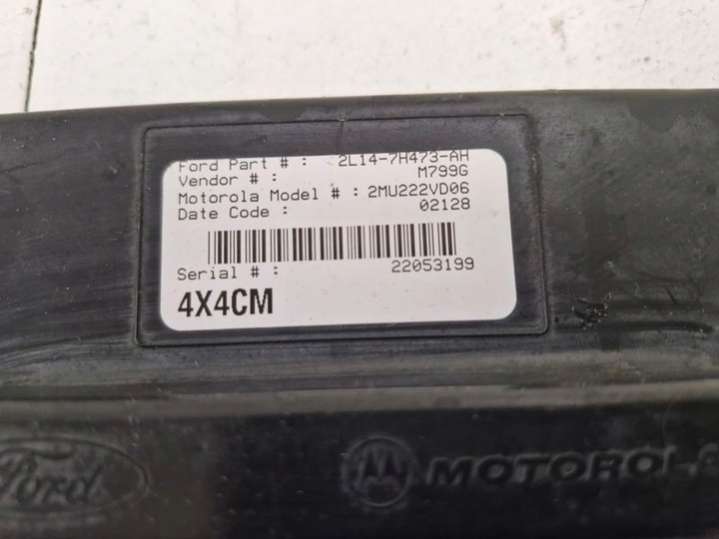 Ford Part # : 2L14-7H473-AH
Vendor # : M799G
Motorola Model # : 2MU222VD06
Date Code : 02128
Serial # : 22053199
4X4CM
Ford
MOTOROLA